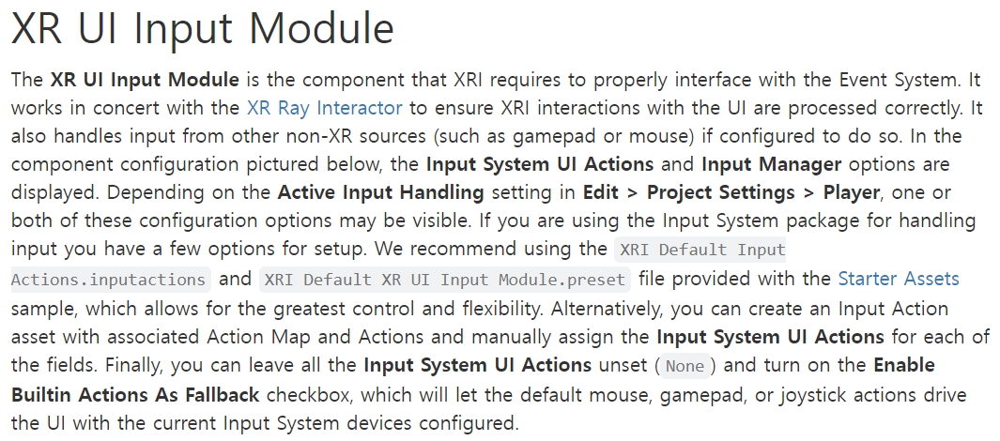 XR UI Input Module
The XR UI Input Module is the component that XRI requires to properly interface with the Event System. It
works in concert with the XR Ray Interactor to ensure XRI interactions with the UI are processed correctly. It
also handles input from other non-XR sources (such as gamepad or mouse) if configured to do so. In the
component configuration pictured below, the Input System UI Actions and Input Manager options are
displayed. Depending on the Active Input Handling setting in Edit > Project Settings > Player, one or
both of these configuration options may be visible. If you are using the Input System package for handling
input you have a few options for setup. We recommend using the XRI Default Input
Actions.inputactions and XRI Default XR UI Input Module.preset file provided with the Starter Assets
sample, which allows for the greatest control and flexibility. Alternatively, you can create an Input Action
asset with associated Action Map and Actions and manually assign the Input System UI Actions for each of
the fields. Finally, you can leave all the Input System UI Actions unset (None) and turn on the Enable
Builtin Actions As Fallback checkbox, which will let the default mouse, gamepad, or joystick actions drive
the UI with the current Input System devices configured.